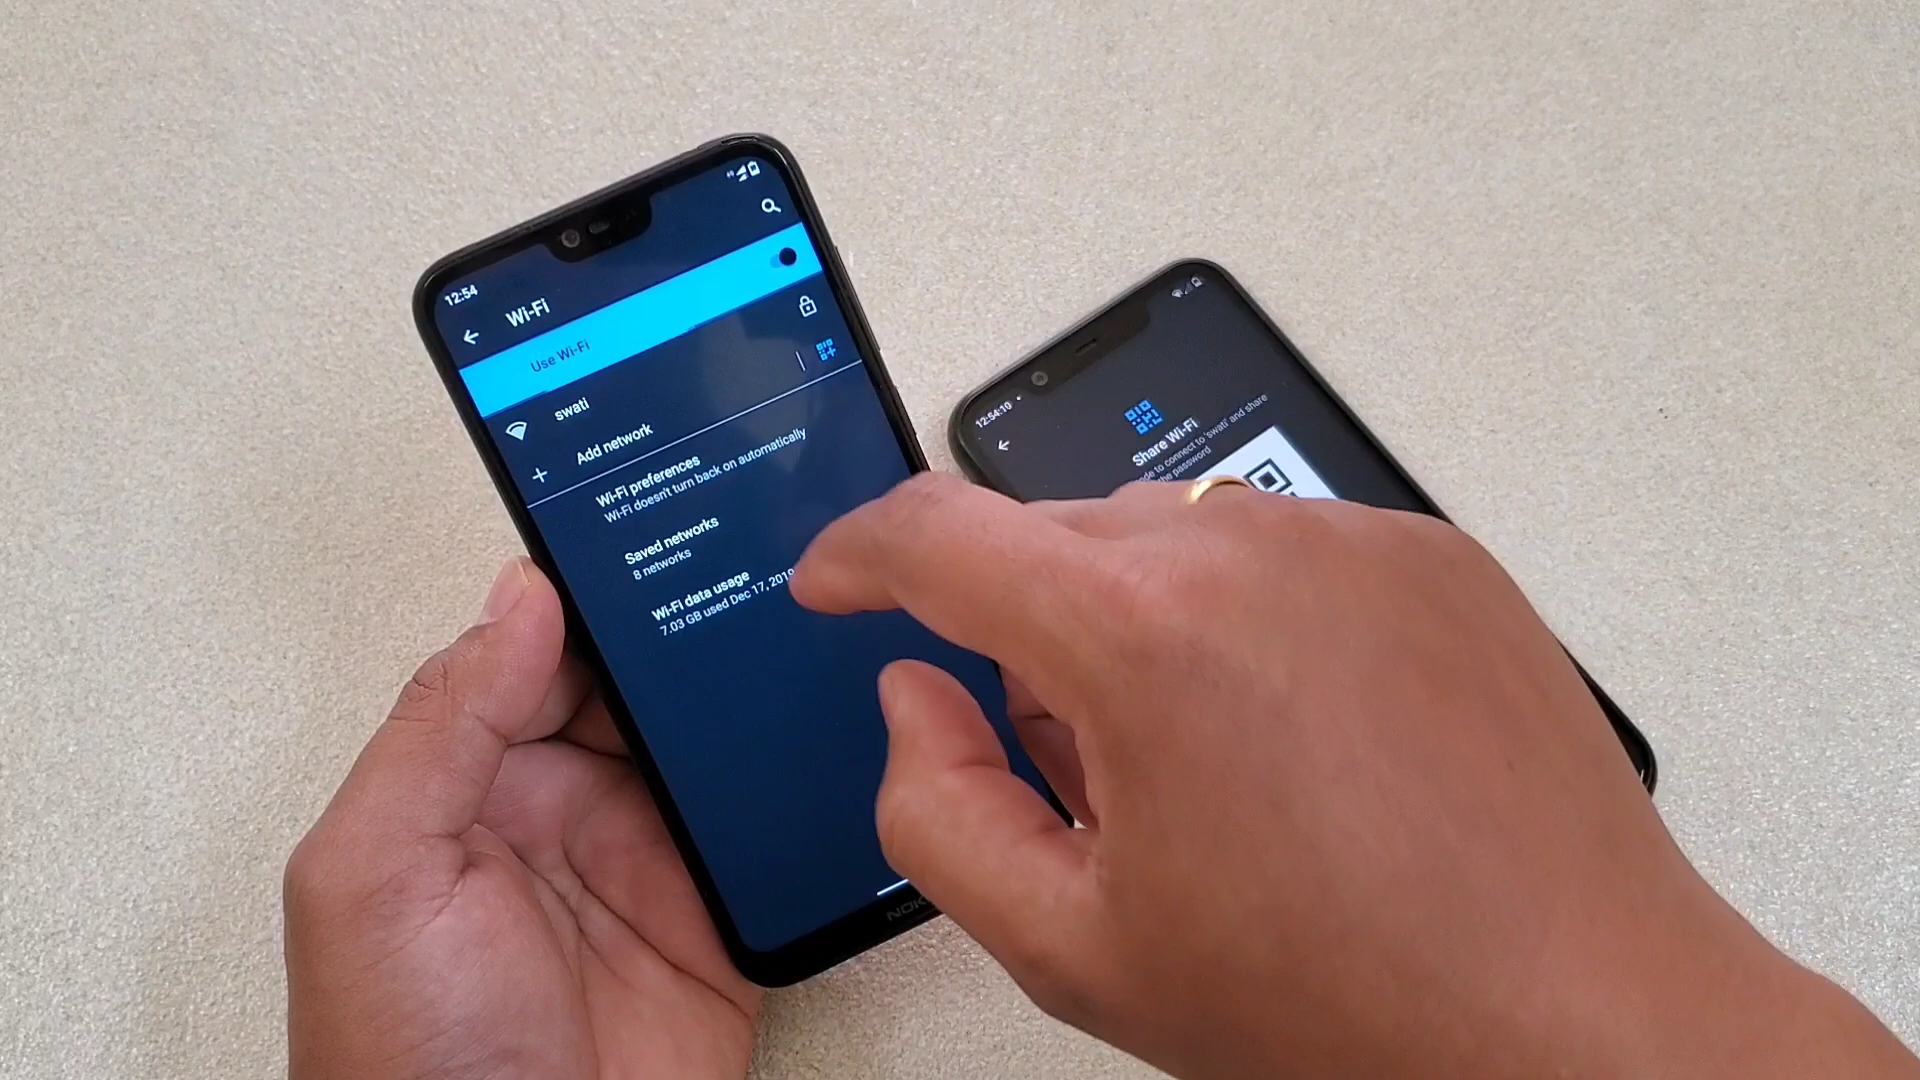 12:54
Wi-Fi
Use Wi-Fi
swati
Add network
Wi-Fi preferences
Wi-Fi doesn't turn back on automatically
Saved networks
8 networks
Wi-Fi data usage
7.03 GB used Dec 17, 2019
NOK
12:54:10
Share Wi-Fi
ode to connect to 'swati' and share
the password